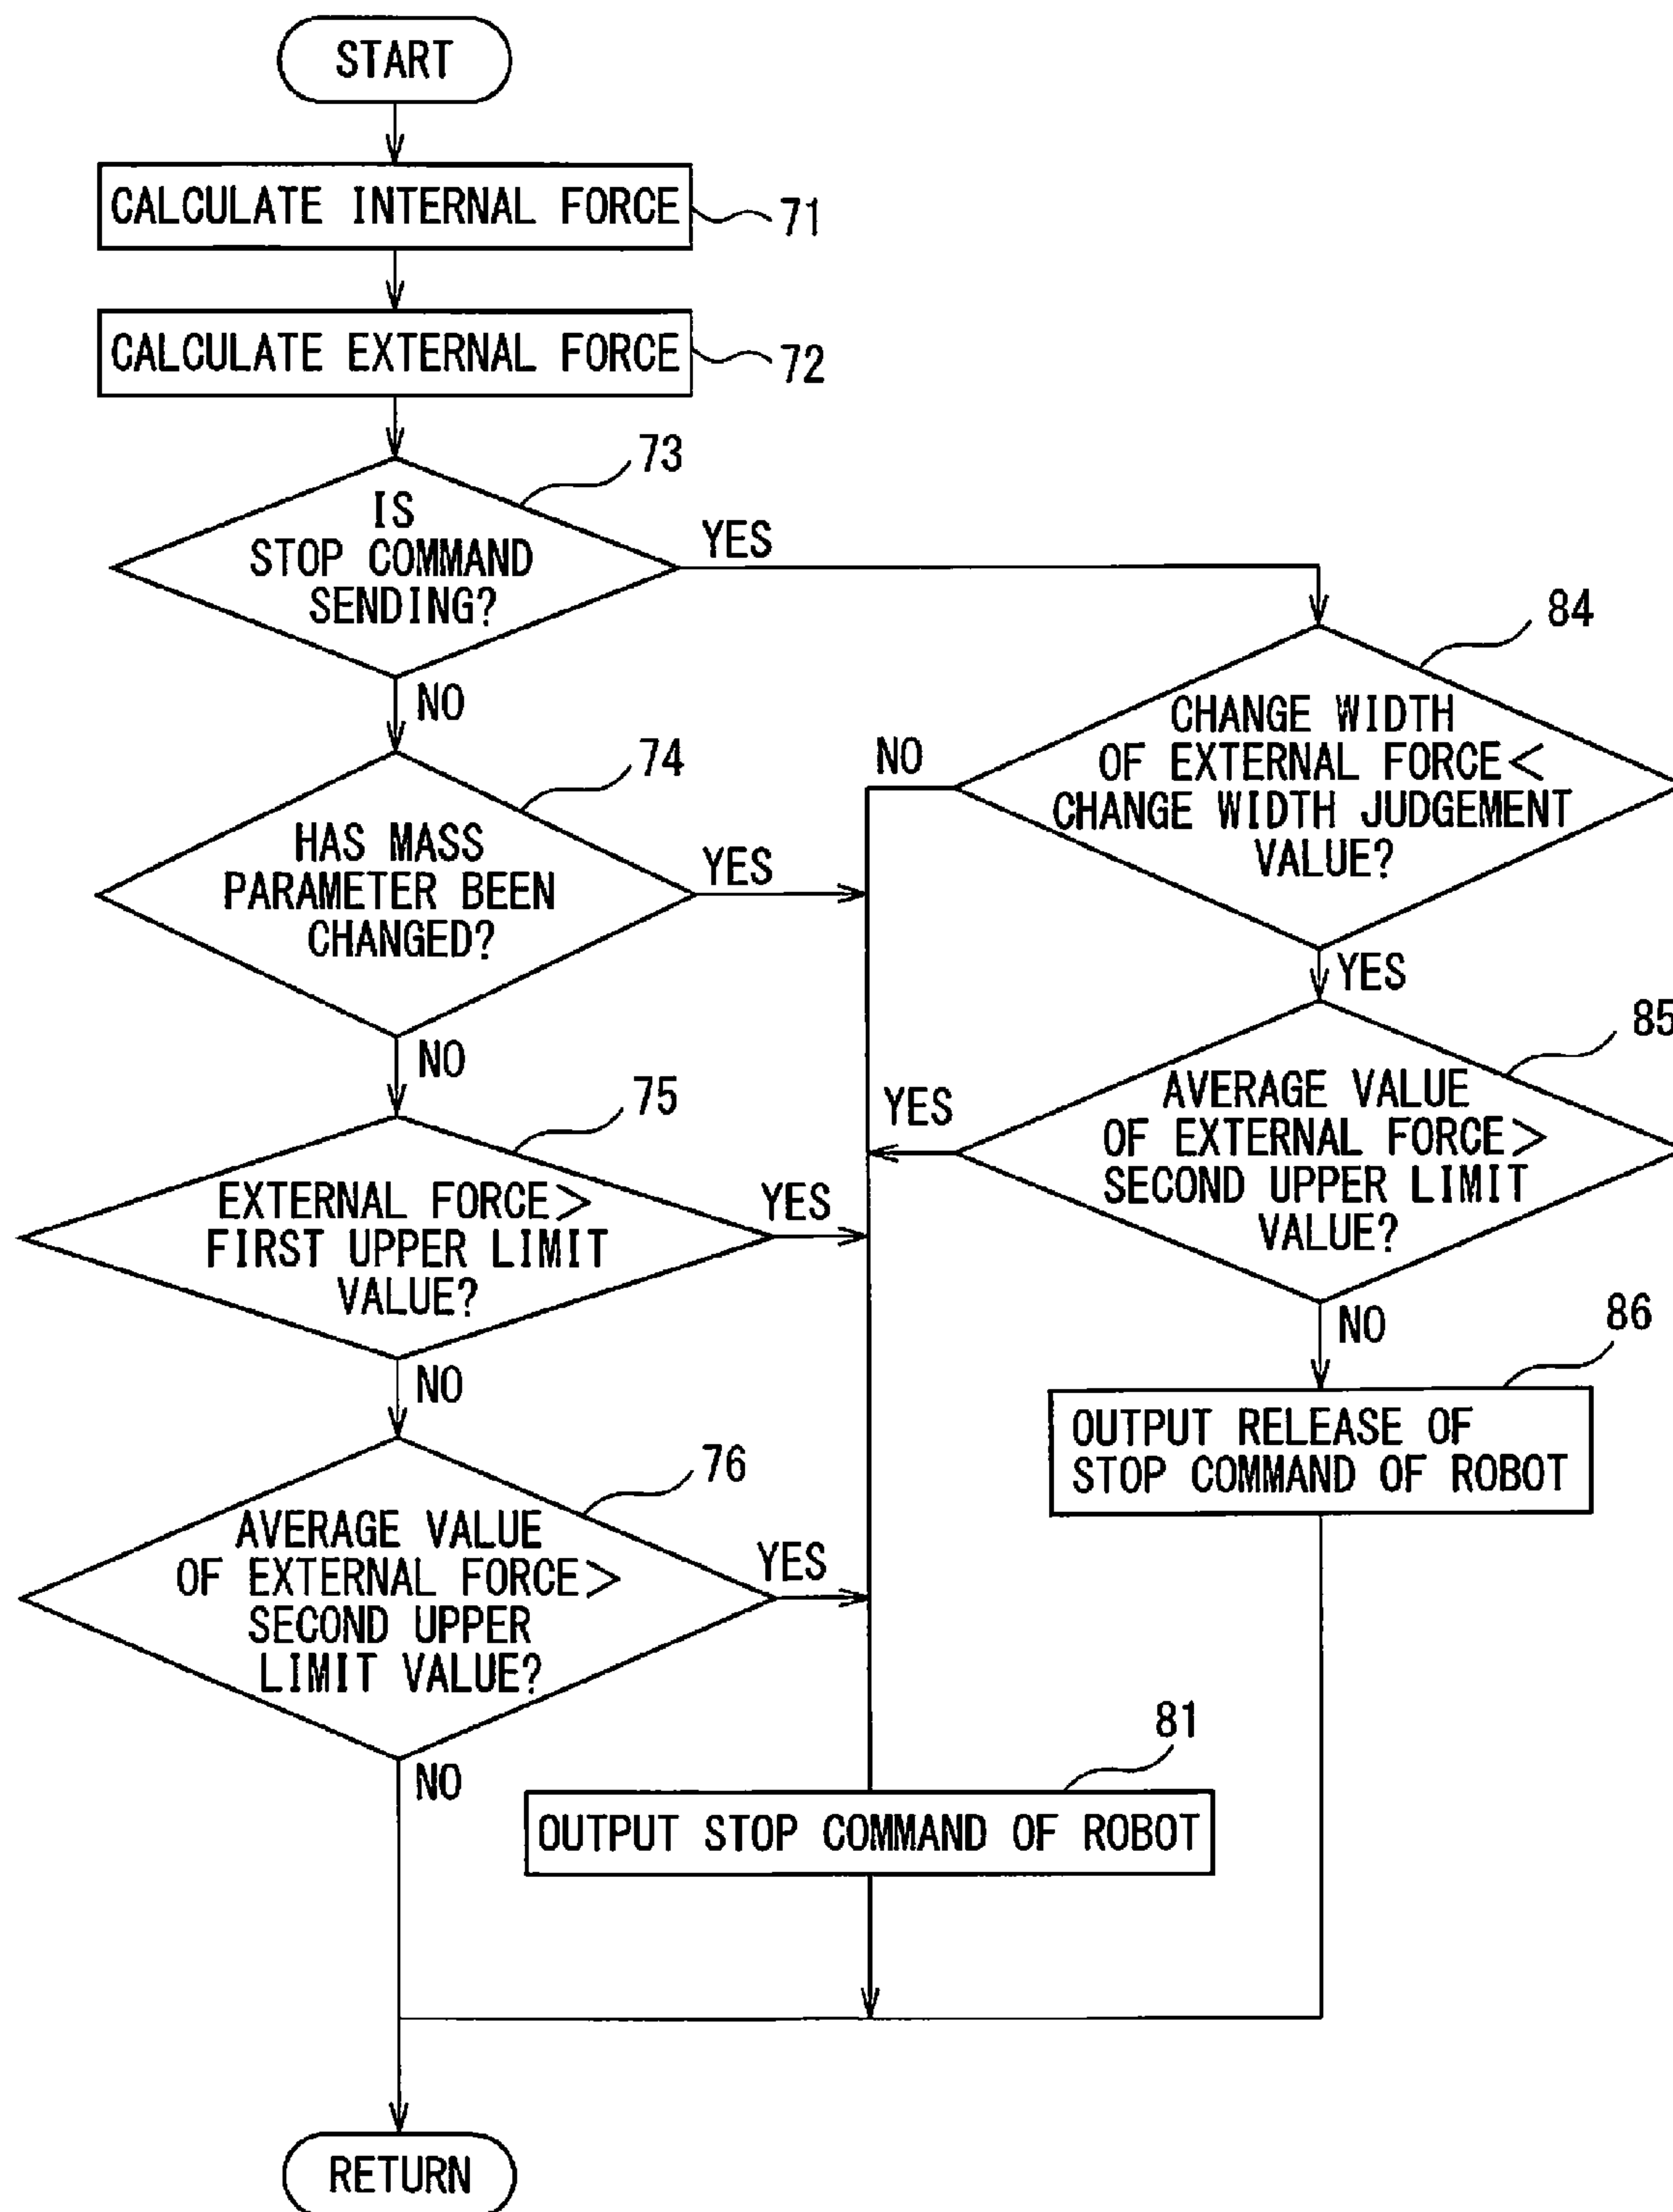 START
CALCULATE INTERNAL FORCE
71
CALCULATE EXTERNAL FORCE
72
73
IS
STOP COMMAND
SENDING?
YES
NO
84
CHANGE WIDTH
OF EXTERNAL FORCE<
CHANGE WIDTH JUDGEMENT
VALUE?
NO
YES
74
HAS MASS
PARAMETER BEEN
CHANGED?
YES
NO
85
AVERAGE VALUE
OF EXTERNAL FORCE>
SECOND UPPER LIMIT
VALUE?
YES
NO
75
EXTERNAL FORCE>
FIRST UPPER LIMIT
VALUE?
YES
NO
86
OUTPUT RELEASE OF
STOP COMMAND OF ROBOT
76
AVERAGE VALUE
OF EXTERNAL FORCE>
SECOND UPPER
LIMIT VALUE?
YES
NO
81
OUTPUT STOP COMMAND OF ROBOT
RETURN